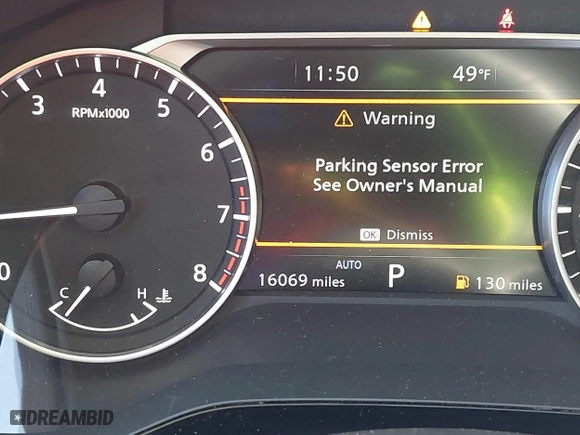 11:50
49°F
3
4
5
6
7
8
0
RPMx1000
Warning
Parking Sensor Error
See Owner's Manual
OK Dismiss
C
H
AUTO
16069 miles
P
130 miles
DREAMBID